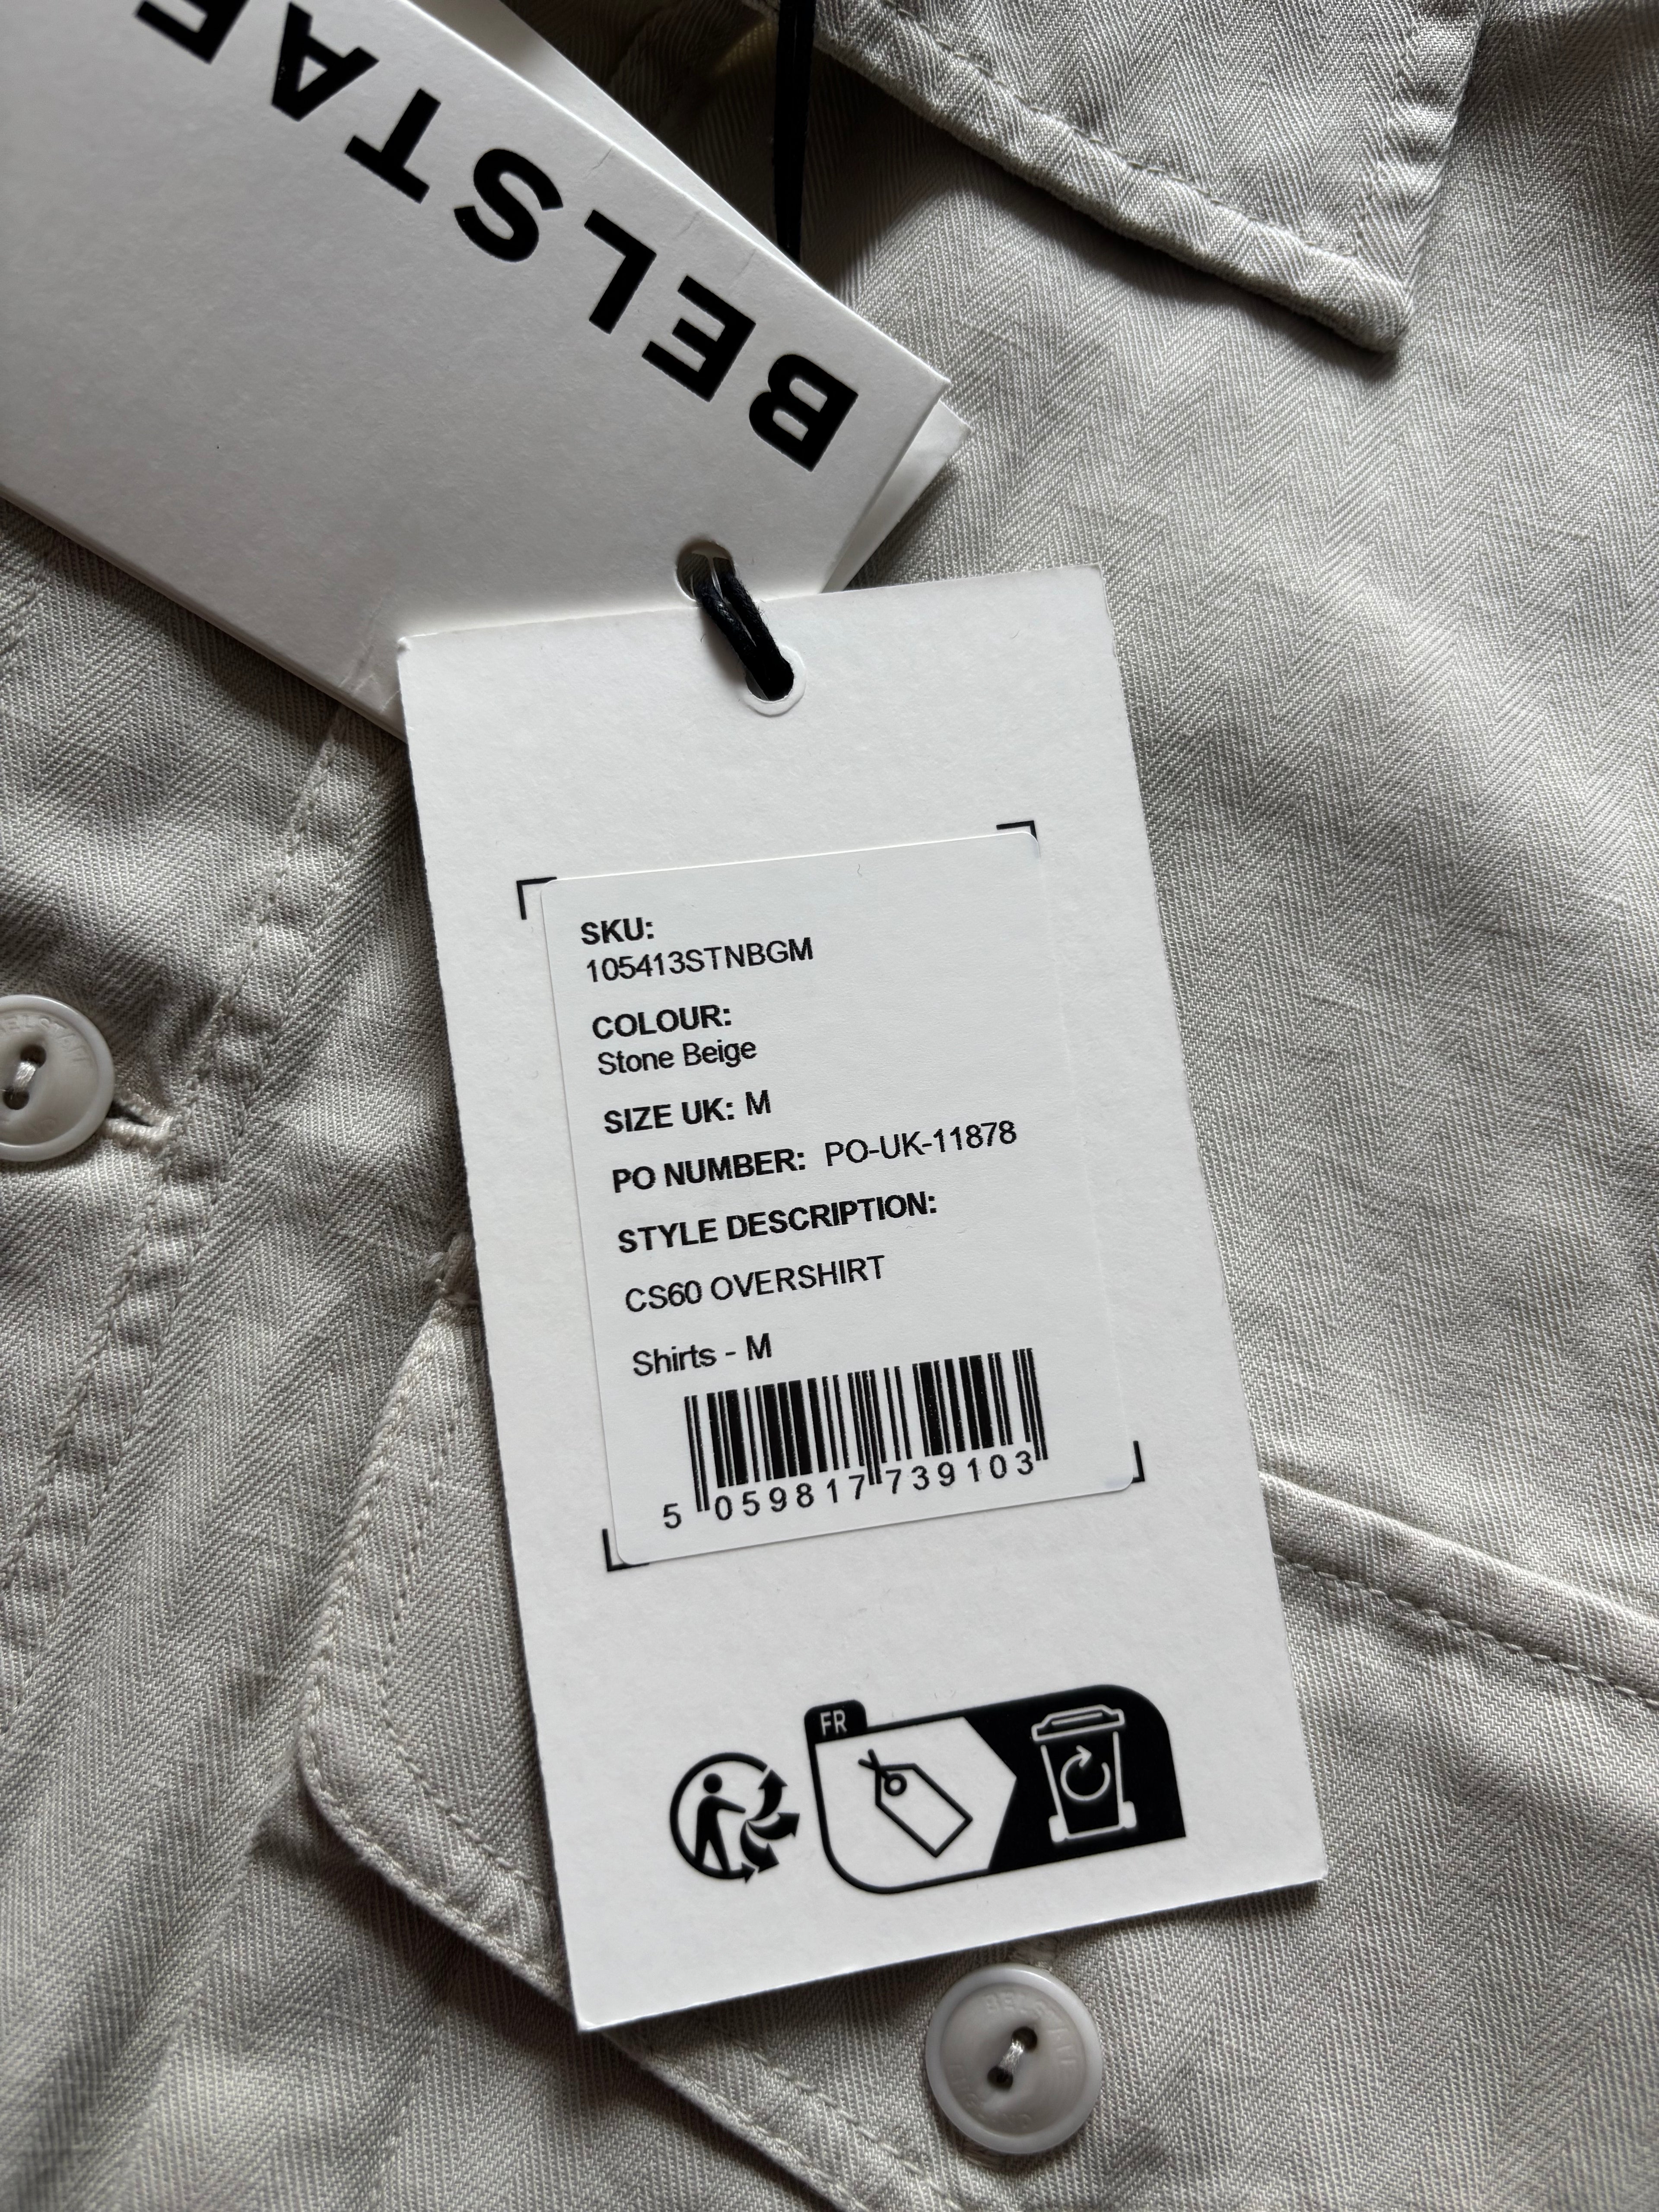 BELSTAF
SKU:
105413STNBGM
COLOUR:
Stone Beige
SIZE UK: M
PO NUMBER: PO-UK-11878
STYLE DESCRIPTION:
CS60 OVERSHIRT
Shirts - M
5 059817 739103
FR
BELSTAFF